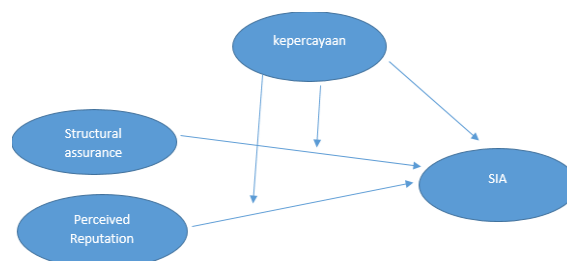 kepercayaan
Structural
assurance
SIA
Perceived
Reputation